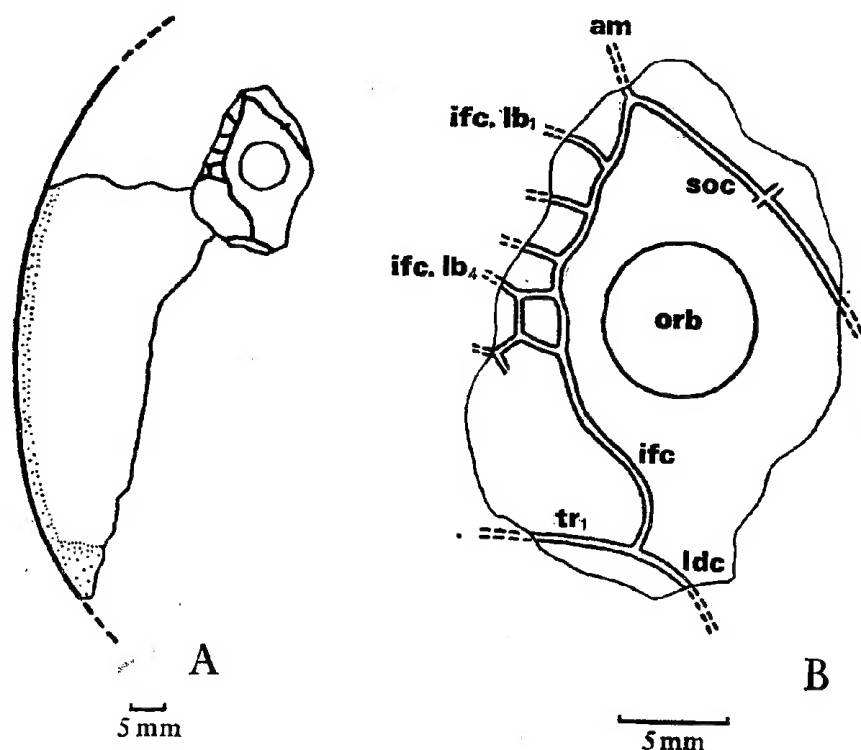 am
ifc. lb₁
soc
ifc. lb₄
orb
ifc
tr₁
ldc
A
B
5 mm
5 mm